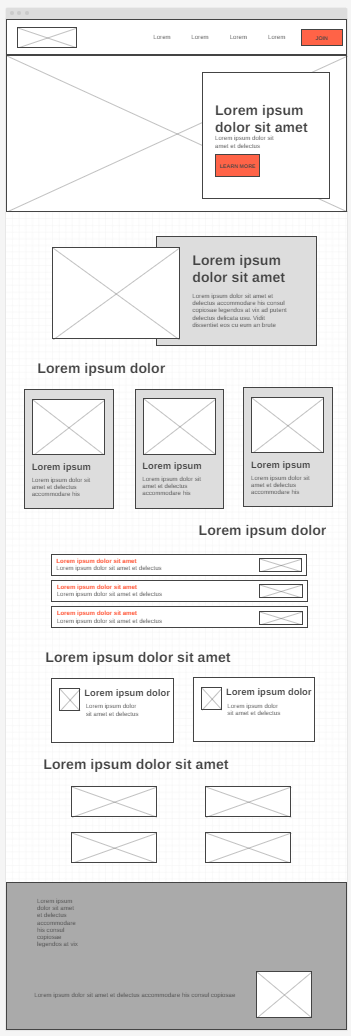 Lorem
Lorem
Lorem
Lorem
JOIN
Lorem ipsum
dolor sit amet
Lorem ipsum dolor sit
amet el delectus
LEARN MORE
Lorem ipsum
dolor sit amet
Lorem ipsum dolor sit amet et
delectus accommodare his consul
copiosae legendos at vix ad putent
delectus delicata usu. Vidit
dissentiet eos cu eum an brute
Lorem ipsum dolor
Lorem ipsum
Lorem ipsum dolor sit
amet et delectus
accommodare his
Lorem ipsum
Lorem ipsum dolor sit
amet et delectus
accommodare his
Lorem ipsum
Lorem ipsum dolor sit
amet et delectus
accommodare his
Lorem ipsum dolor
Lorem ipsum dolor sit amet
Lorem ipsum dolor sit amet et delectus
Lorem ipsum dolor sit amet
Lorem ipsum dolor sit amet et delectus
Lorem ipsum dolor sit amet
Lorem ipsum dolor sit amet et delectus
Lorem ipsum dolor sit amet
Lorem ipsum dolor
Lorem ipsum dolor
sit amet et delectus
Lorem ipsum dolor
Lorem ipsum dolor
sit amet et delectus
Lorem ipsum dolor sit amet
Lorem ipsum
dolor sit amet
et delectus
accommodare
his consul
copiosae
legendos at vix
Lorem ipsum dolor sit amet et delectus accommodare his consul copiosae